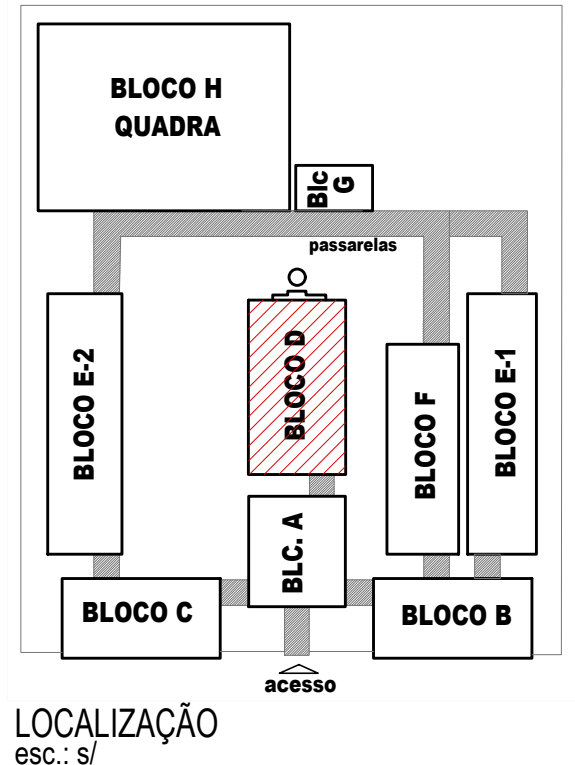 BLOCO H
QUADRA
Blc
G
passarelas
BLOCO E-2
BLOCO D
BLOCO F
BLOCO E-1
BLC. A
BLOCO C
BLOCO B
acesso
LOCALIZAÇÃO
esc.: s/